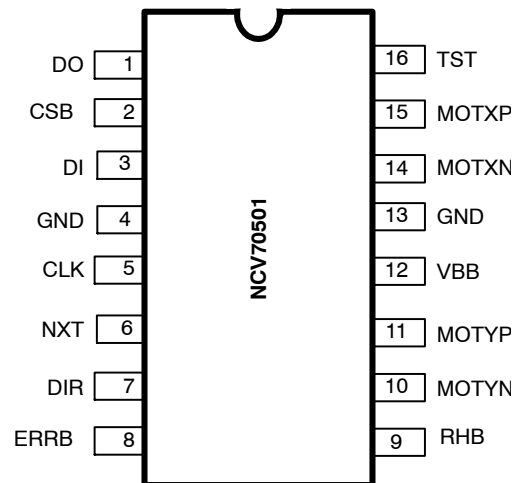 DO 1
CSB 2
DI 3
GND 4
CLK 5
NXT 6
DIR 7
ERRB 8
NCV70501
16 TST
15 MOTXP
14 MOTXN
13 GND
12 VBB
11 MOTYP
10 MOTYN
9 RHB